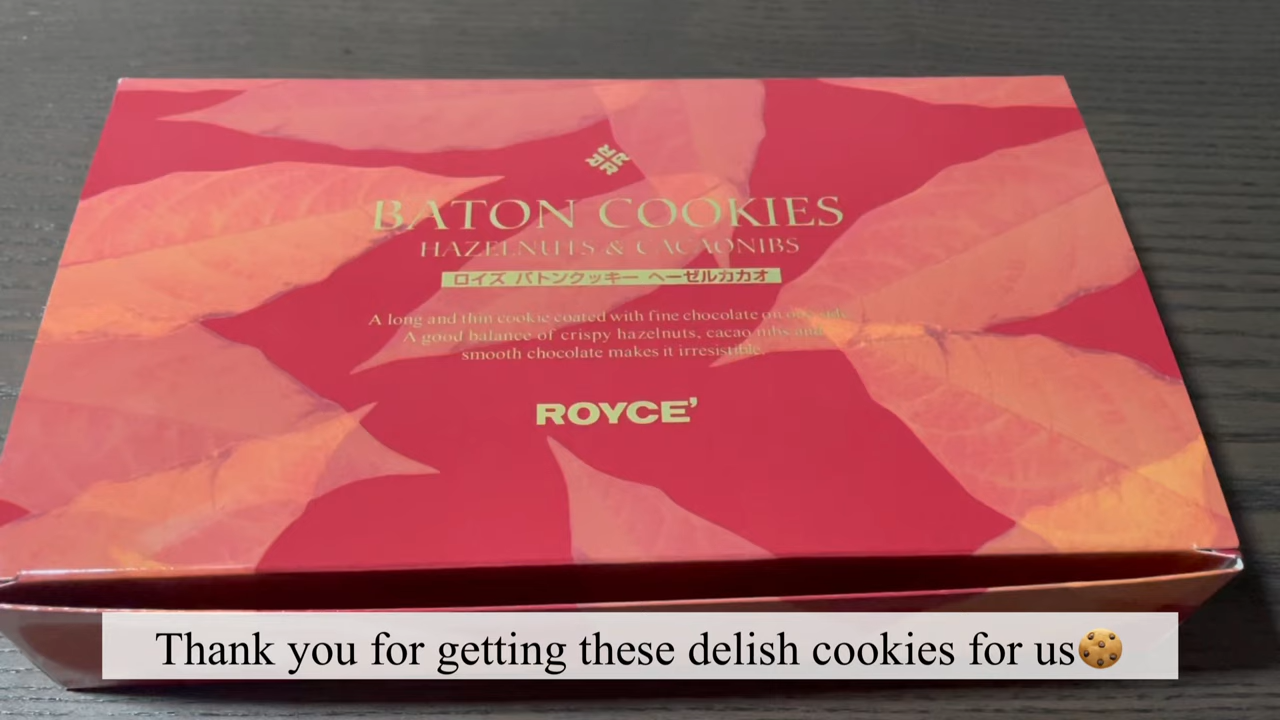 BATON COOKIES
HAZELNUTS & CACAONIBS
ロイズ バトンクッキー ヘーゼルカカオ
A long and thin cookie coated with fine chocolate on one side.
A good balance of crispy hazelnuts, cacao nibs and
smooth chocolate makes it irresistible.
ROYCE'
Thank you for getting these delish cookies for us🍪